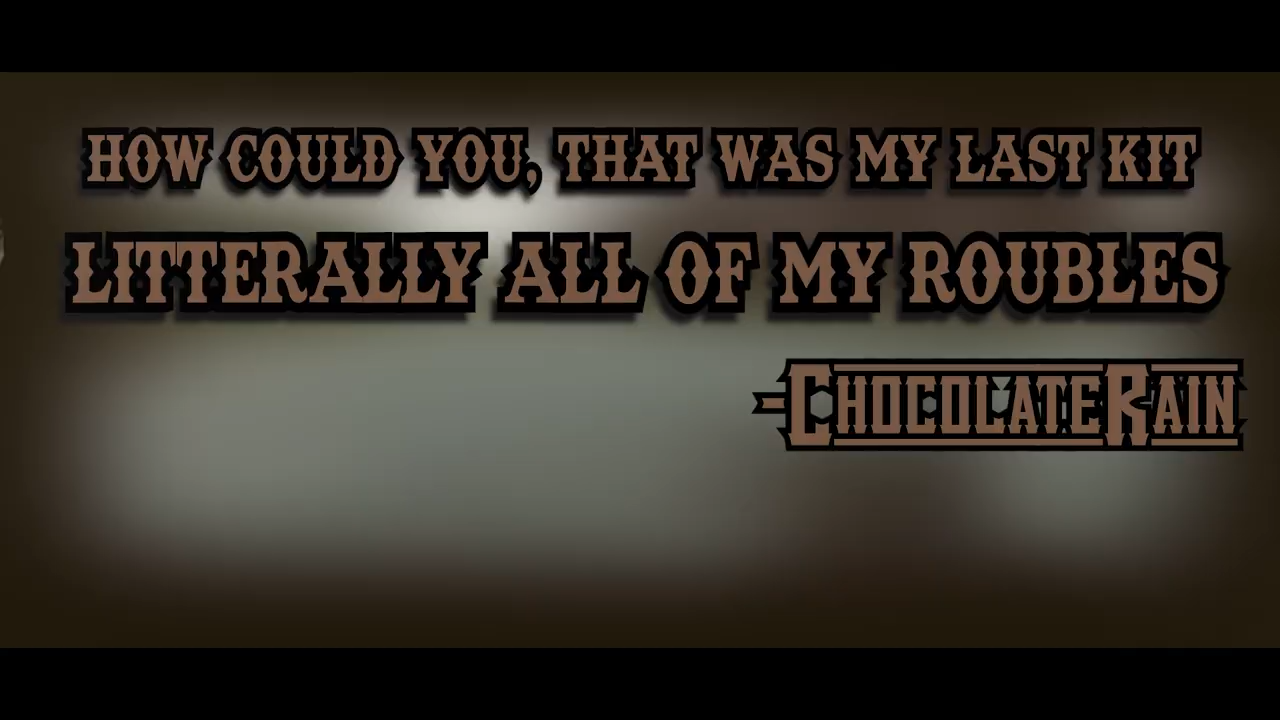 HOW COULD YOU, THAT WAS MY LAST KIT
LITTERALLY ALL OF MY ROUBLES
-CHOCOLATERAIN